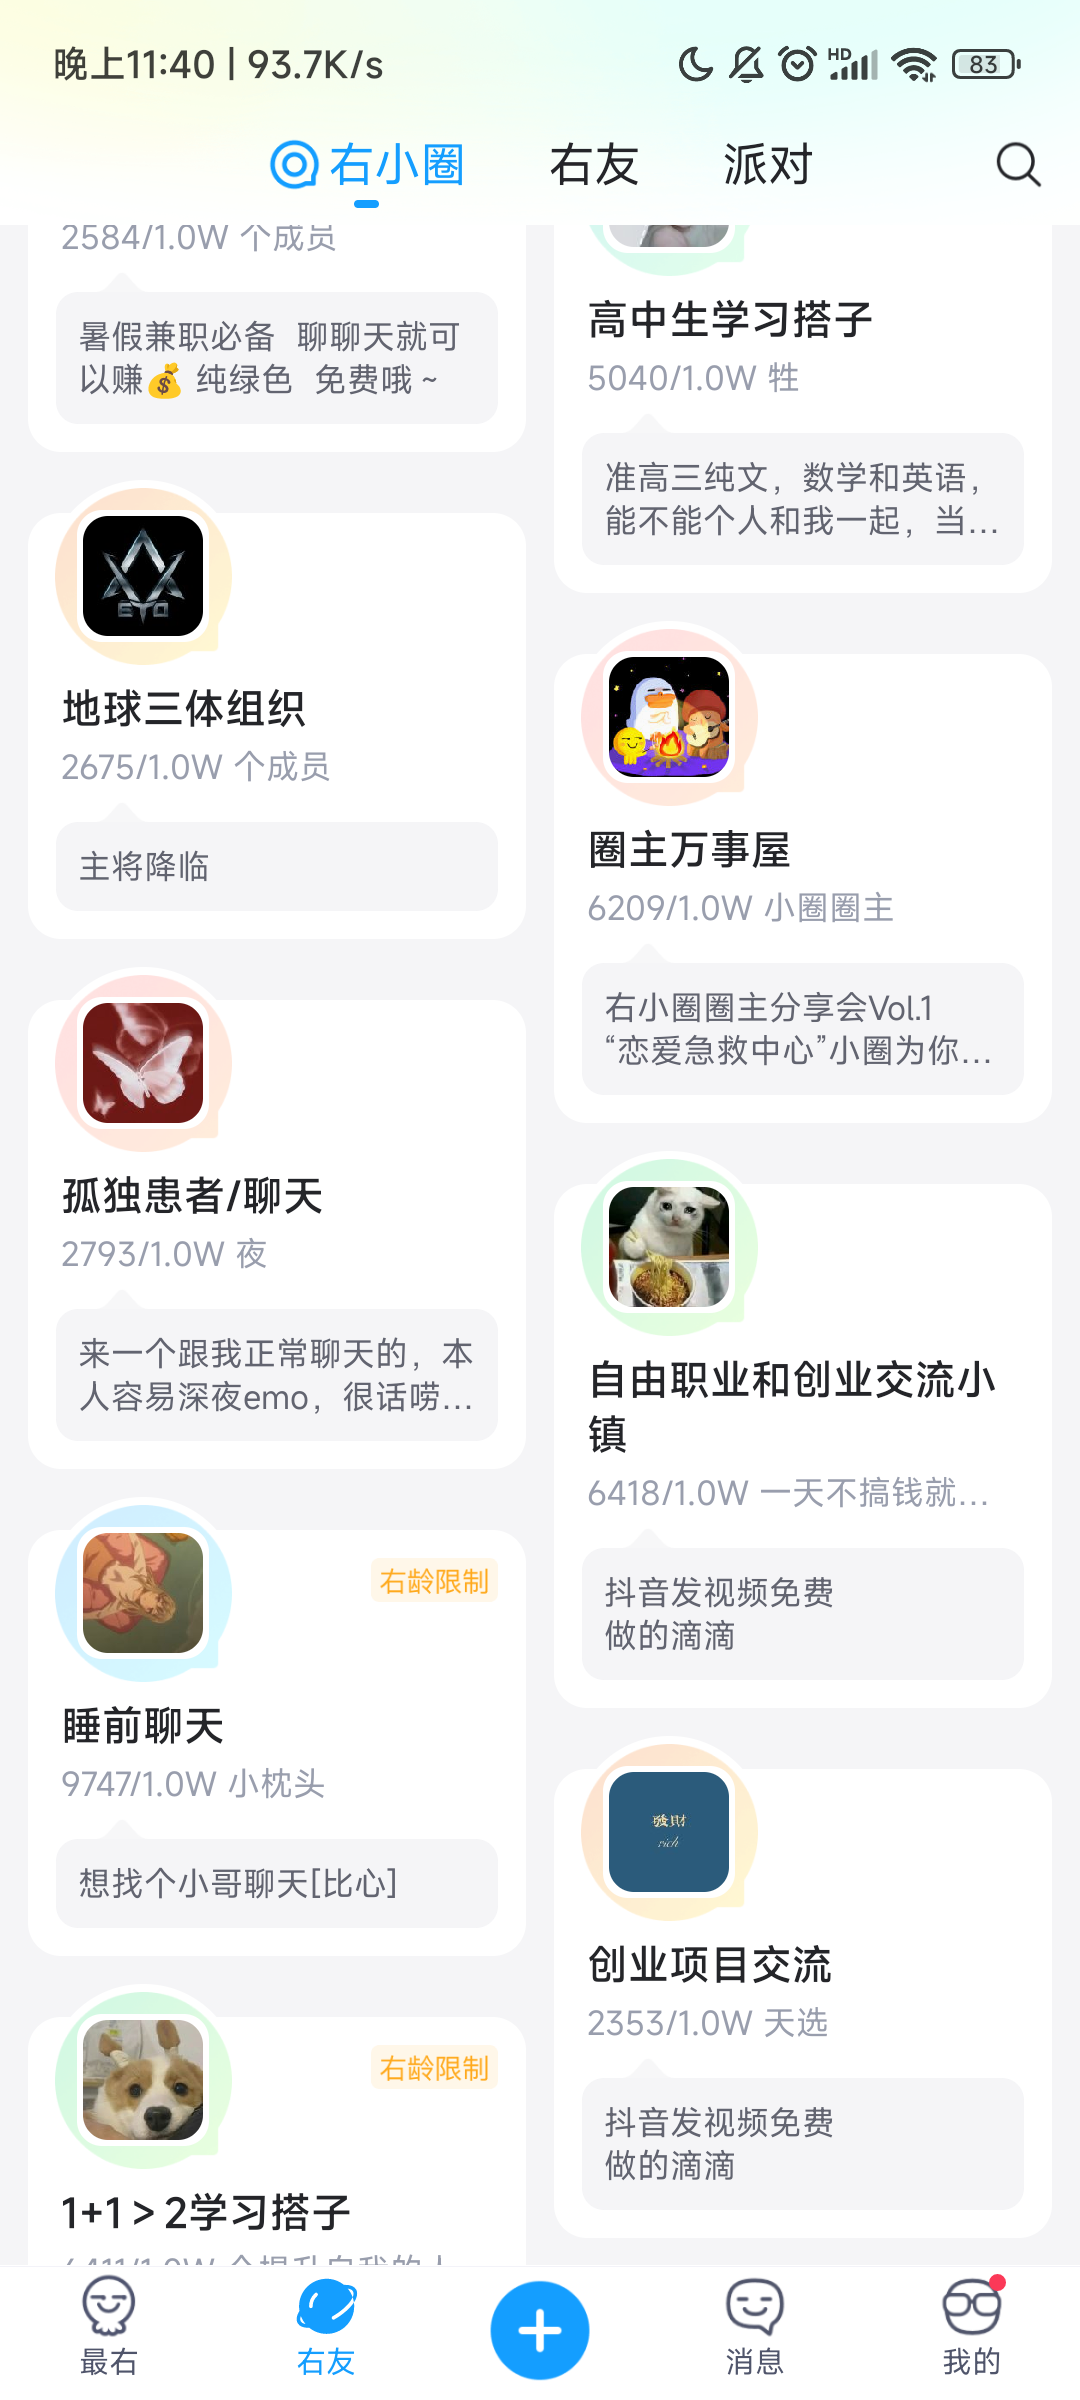 晚上11:40 | 93.7K/s
HD
83
右小圈
右友
派对
2584/1.0W 个成员
暑假兼职必备 聊聊天就可
以赚💰 纯绿色 免费哦～
ETO
地球三体组织
2675/1.0W 个成员
主将降临
孤独患者/聊天
2793/1.0W 夜
来一个跟我正常聊天的，本
人容易深夜emo，很话唠...
右龄限制
睡前聊天
9747/1.0W 小枕头
想找个小哥聊天[比心]
右龄限制
1+1＞2学习搭子
高中生学习搭子
5040/1.0W 牲
准高三纯文，数学和英语，
能不能个人和我一起，当...
圈主万事屋
6209/1.0W 小圈圈主
右小圈圈主分享会Vol.1
“恋爱急救中心”小圈为你...
自由职业和创业交流小
镇
6418/1.0W 一天不搞钱就...
抖音发视频免费
做的滴滴
發財
rich
创业项目交流
2353/1.0W 天选
抖音发视频免费
做的滴滴
最右
右友
消息
我的